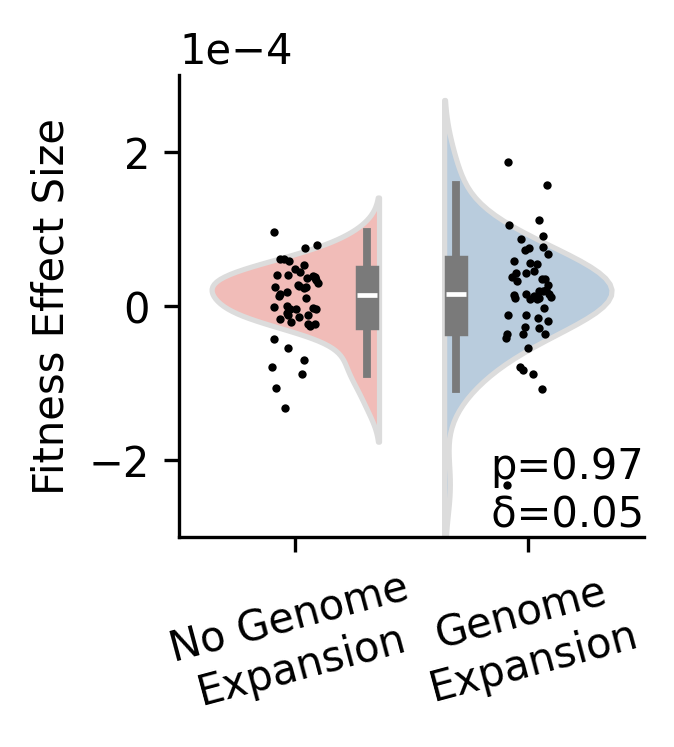 1e−4
Fitness Effect Size
2
0
−2
p=0.97
δ=0.05
No Genome
Expansion
Genome
Expansion